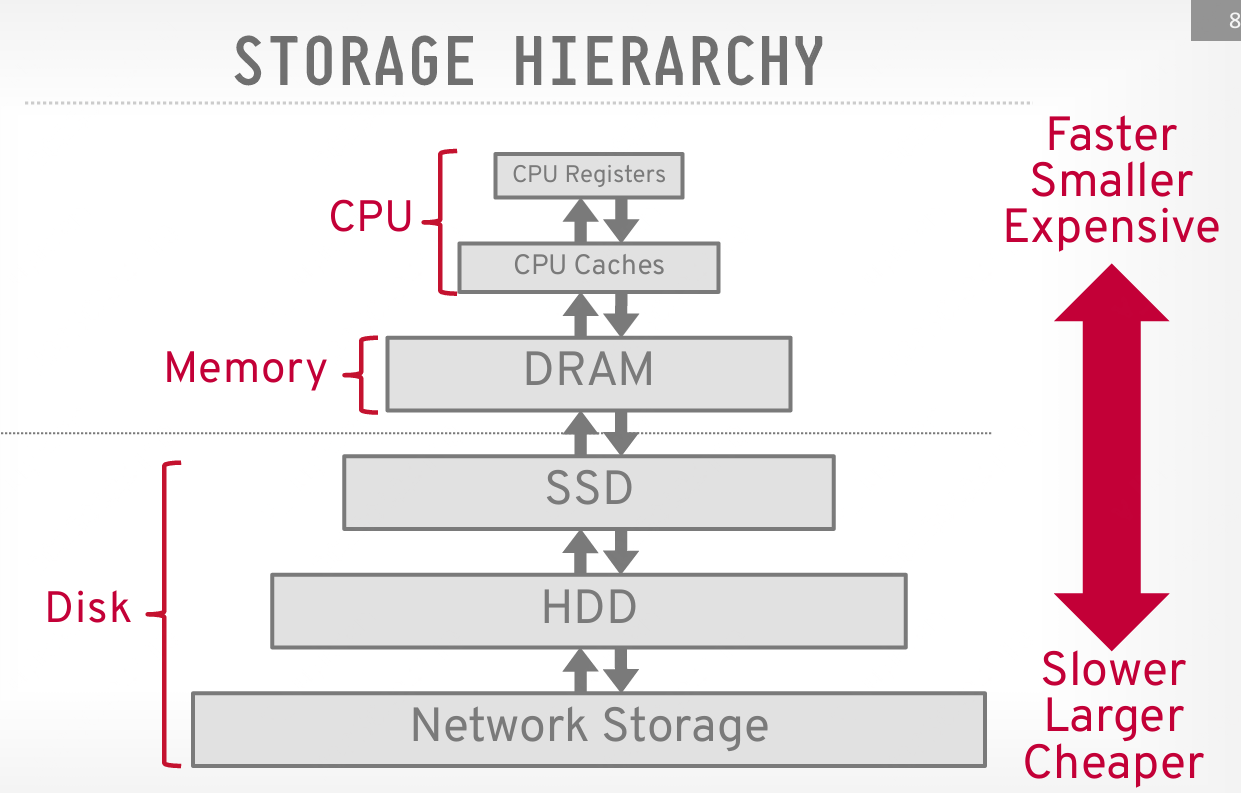 8
STORAGE HIERARCHY
Faster
Smaller
Expensive
CPU Registers
CPU
CPU Caches
Memory
DRAM
SSD
Disk
HDD
Network Storage
Slower
Larger
Cheaper